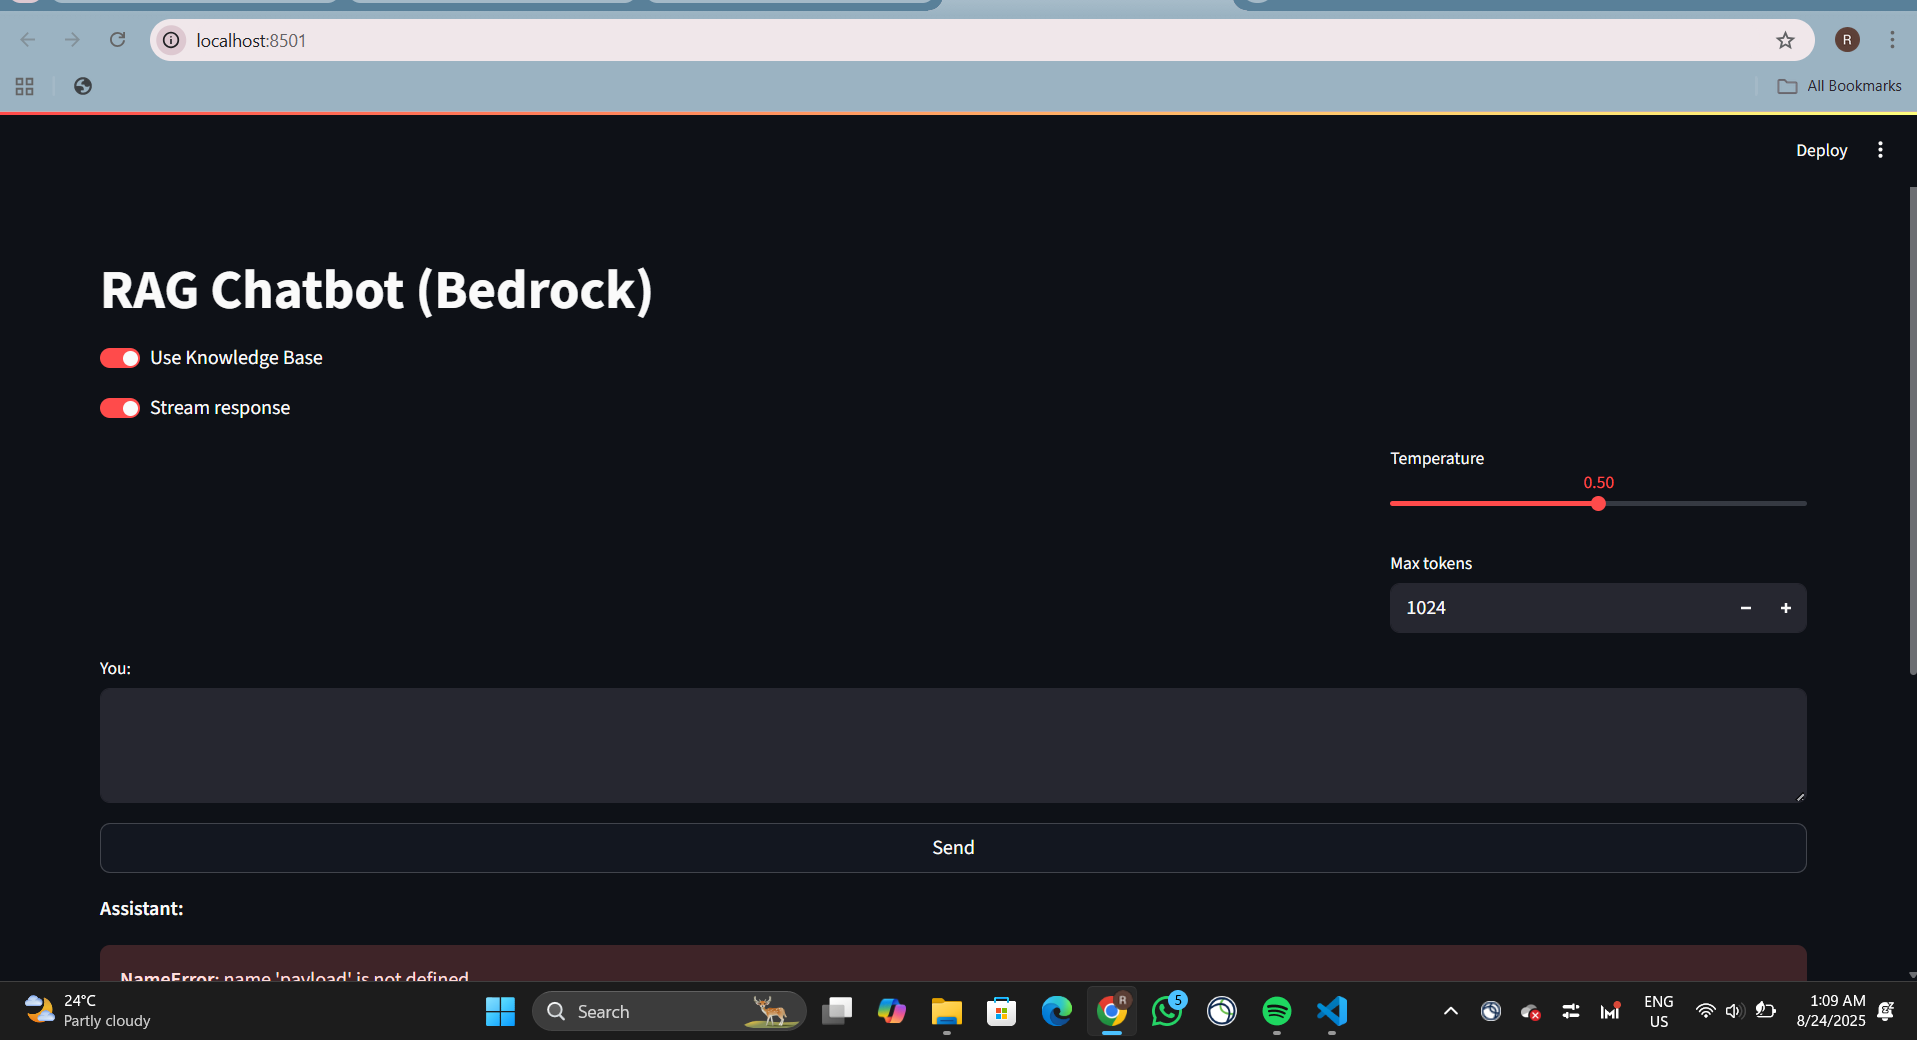 localhost:8501
R
All Bookmarks
Deploy
RAG Chatbot (Bedrock)
Use Knowledge Base
Stream response
Temperature
0.50
Max tokens
1024
You:
Send
Assistant:
NameError: name 'payload' is not defined
24°C
Partly cloudy
Search
R
5
ENG
US
1:09 AM
8/24/2025